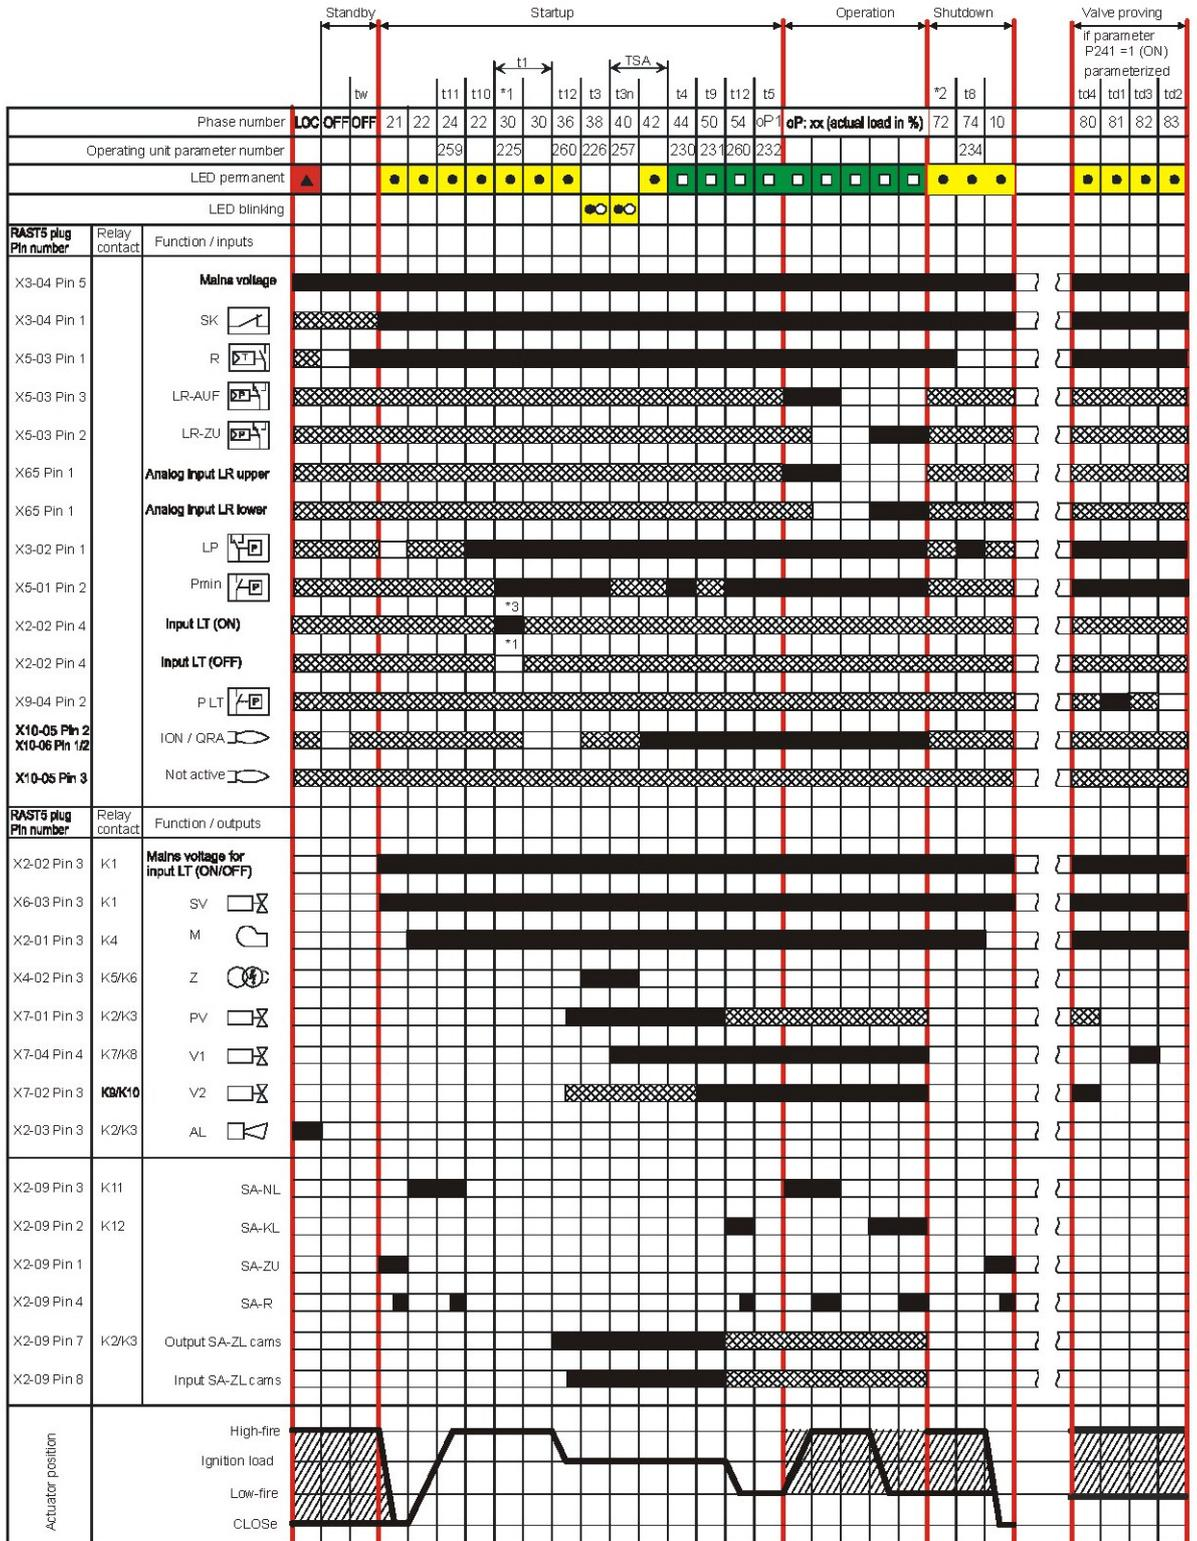 Standby Startup Operation Shutdown Valve proving
if parameter
P241 =1 (ON)
parameterized
t1 TSA
tw t11 t10 *1 t12 t3 t3n t4 t9 t12 t5 *2 t8 td4 td1 td3 td2
Phase number LOC OFF OFF 21 22 24 22 30 30 36 38 40 42 44 50 54 oP1 oP: xx (actual load in %) 72 74 10 80 81 82 83
Operating unit parameter number 259 225 260 226 257 230 231 260 232 234
LED permanent
LED blinking
RAST5 plug Relay Function / inputs
Pin number contact
X3-04 Pin 5 Mains voltage
X3-04 Pin 1 SK
X5-03 Pin 1 R T
X5-03 Pin 3 LR-AUF P
X5-03 Pin 2 LR-ZU P
X65 Pin 1 Analog Input LR upper
X65 Pin 1 Analog Input LR lower
X3-02 Pin 1 LP P
X5-01 Pin 2 Pmin P
*3
X2-02 Pin 4 Input LT (ON)
*1
X2-02 Pin 4 Input LT (OFF)
X9-04 Pin 2 P LT P
X10-05 Pin 2
X10-06 Pin 1/2 ION / QRA
X10-05 Pin 3 Not active
RAST5 plug Relay Function / outputs
Pin number contact
X2-02 Pin 3 K1 Mains voltage for
input LT (ON/OFF)
X6-03 Pin 3 K1 SV
X2-01 Pin 3 K4 M
X4-02 Pin 3 K5/K6 Z
X7-01 Pin 3 K2/K3 PV
X7-04 Pin 4 K7/K8 V1
X7-02 Pin 3 K9/K10 V2
X2-03 Pin 3 K2/K3 AL
X2-09 Pin 3 K11 SA-NL
X2-09 Pin 2 K12 SA-KL
X2-09 Pin 1 SA-ZU
X2-09 Pin 4 SA-R
X2-09 Pin 7 K2/K3 Output SA-ZL cams
X2-09 Pin 8 Input SA-ZL cams
Actuator position
High-fire
Ignition load
Low-fire
CLOSe